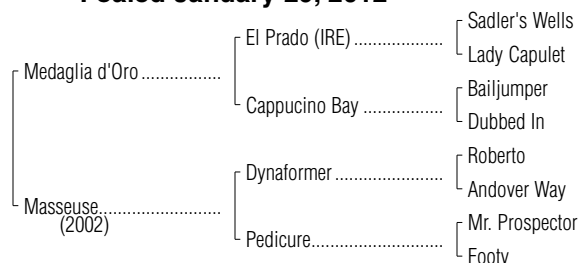 Foaled January 2012
Sadler's Wells
El Prado (IRE) ....................
Lady Capulet
Medaglia d'Oro ..................
Bailjumper
Cappucino Bay ..................
Dubbed In
Roberto
Dynaformer ........................
Andover Way
Masseuse...........................
(2002)
Mr. Prospector
Pedicure.............................
Footy